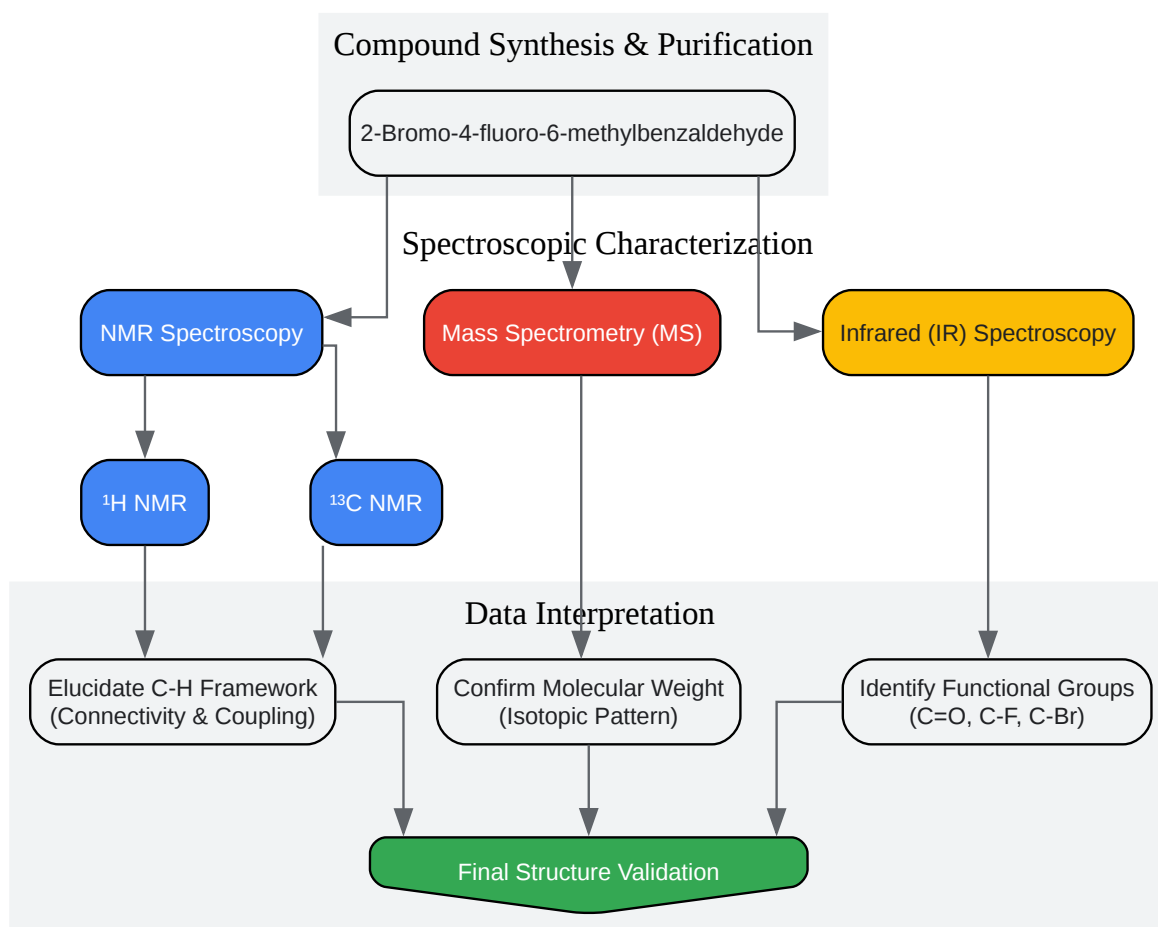 Compound Synthesis & Purification
2-Bromo-4-fluoro-6-methylbenzaldehyde
Spectroscopic Characterization
NMR Spectroscopy
Mass Spectrometry (MS)
Infrared (IR) Spectroscopy
¹H NMR
¹³C NMR
Data Interpretation
Elucidate C-H Framework
(Connectivity & Coupling)
Confirm Molecular Weight
(Isotopic Pattern)
Identify Functional Groups
(C=O, C-F, C-Br)
Final Structure Validation